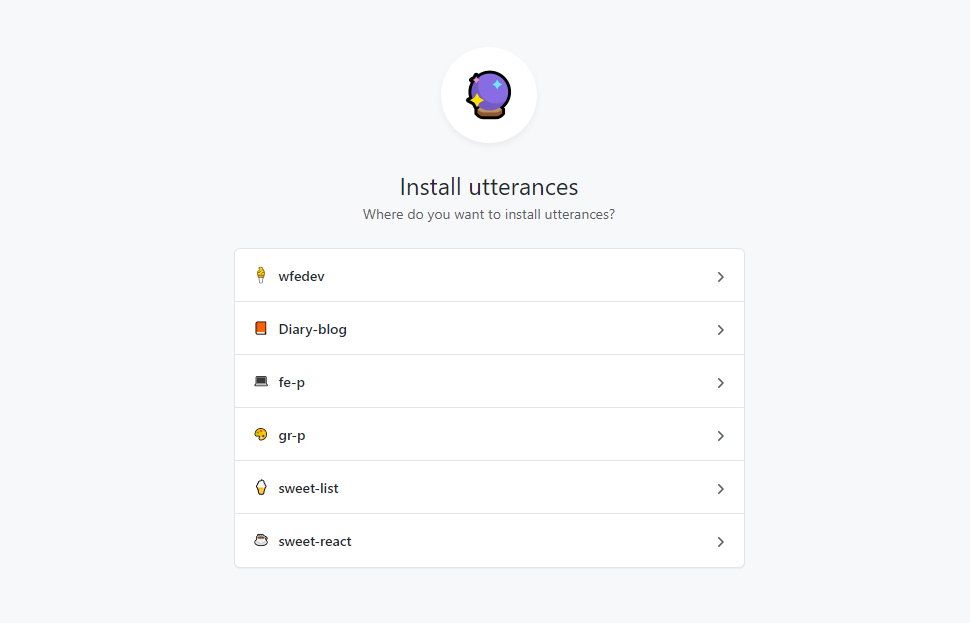 Install utterances
Where do you want to install utterances?
wfedev
Diary-blog
fe-p
gr-p
sweet-list
sweet-react